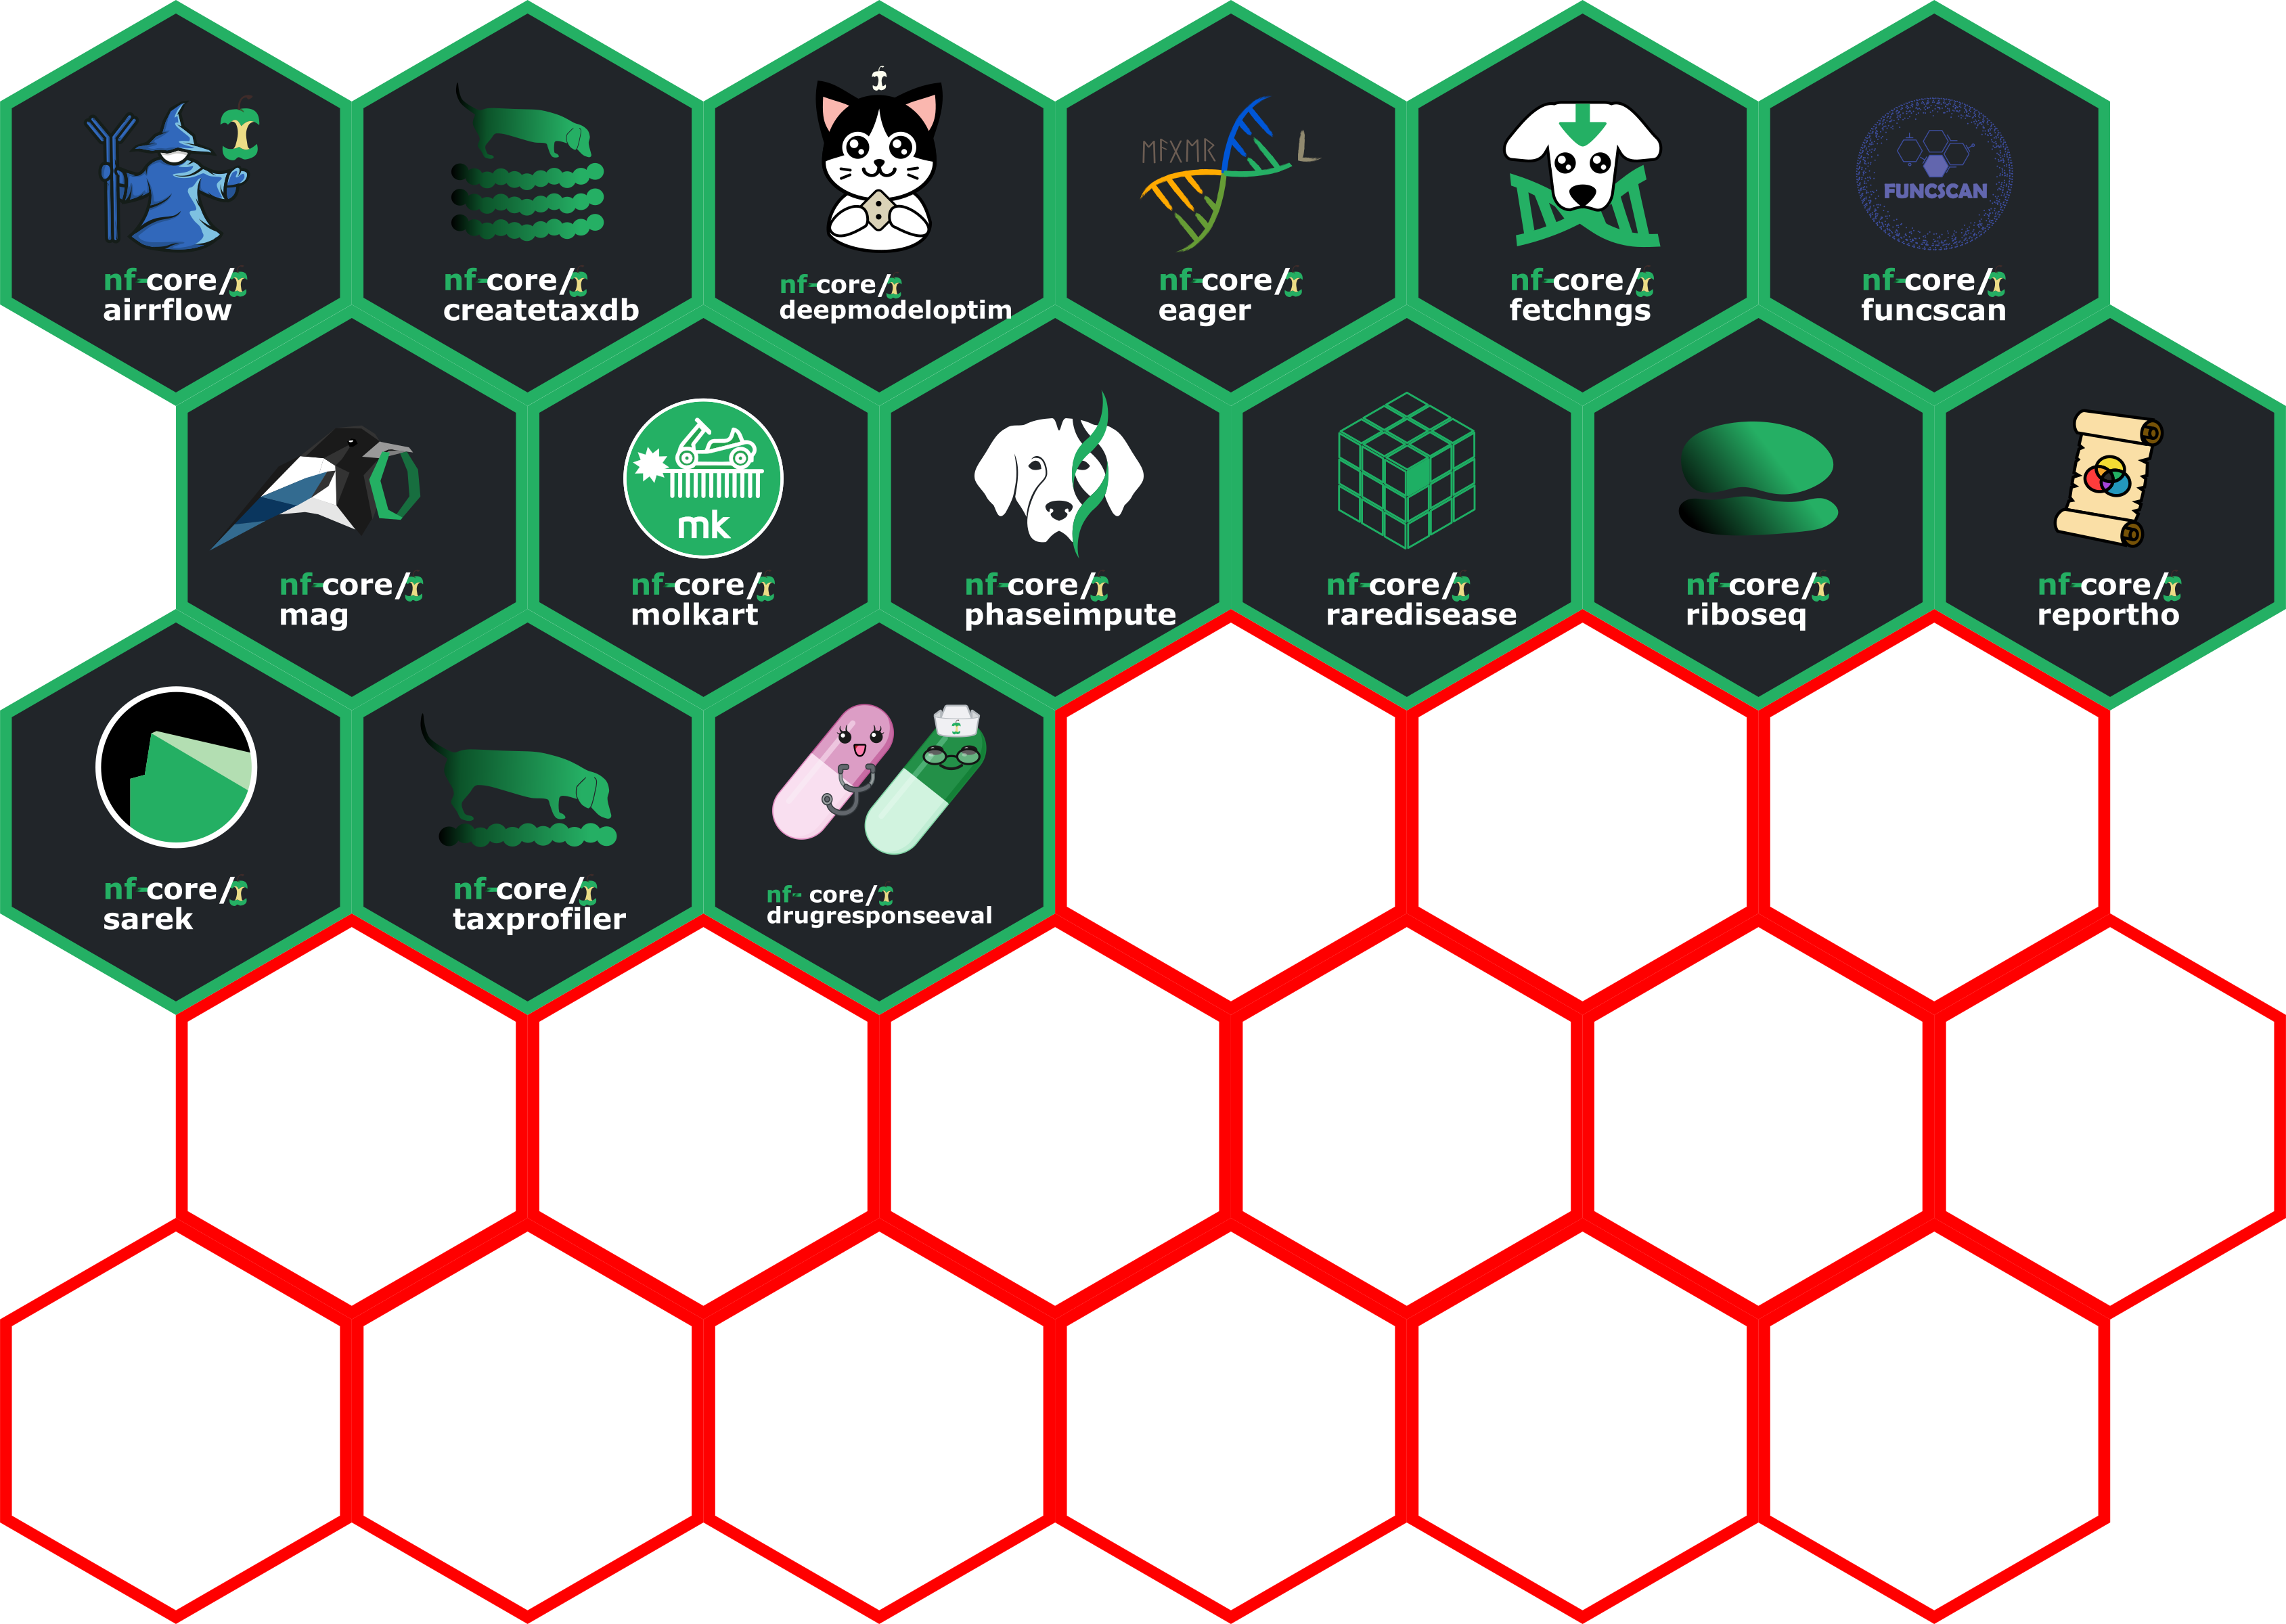 nf-core/
airrflow
nf-core/
createtaxdb
nf-core/
deepmodeloptim
ᛖᚨᚷᛖᚱ
nf-core/
eager
FUNCSCAN
nf-core/
fetchngs
nf-core/
funcscan
nf-core/
mag
mk
nf-core/
molkart
nf-core/
phaseimpute
nf-core/
raredisease
nf-core/
riboseq
nf-core/
reportho
nf-core/
sarek
nf-core/
taxprofiler
nf- core/
drugresponseeval